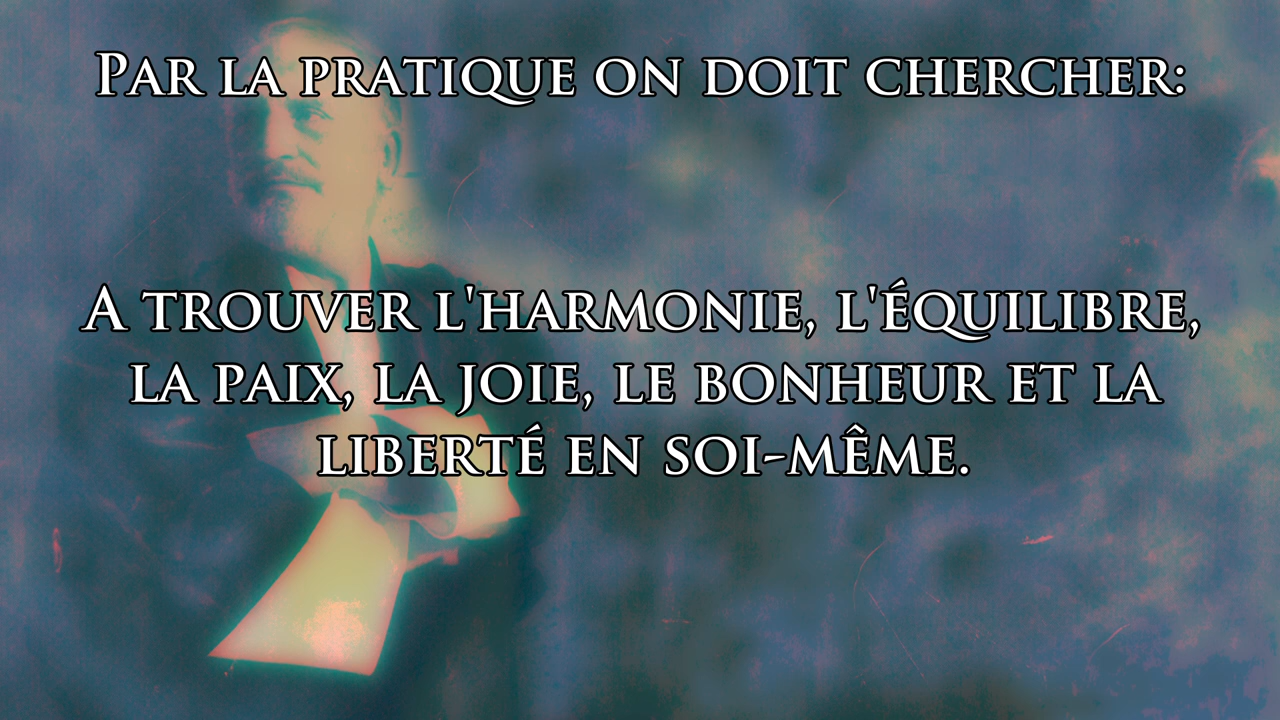 Par la pratique on doit chercher:
A trouver l'harmonie, l'équilibre,
la paix, la joie, le bonheur et la
liberté en soi-même.